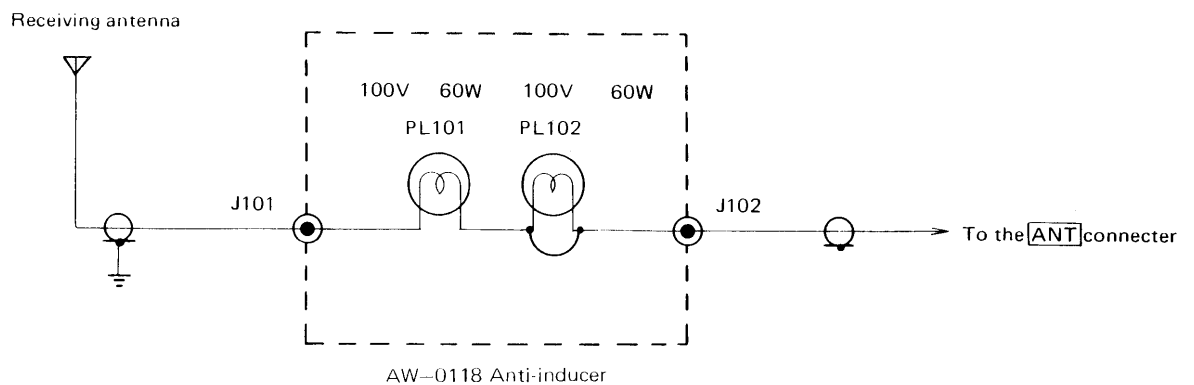 Receiving antenna
100V 60W 100V 60W
PL101 PL102
J101
J102
To the ANT connecter
AW-0118 Anti-inducer